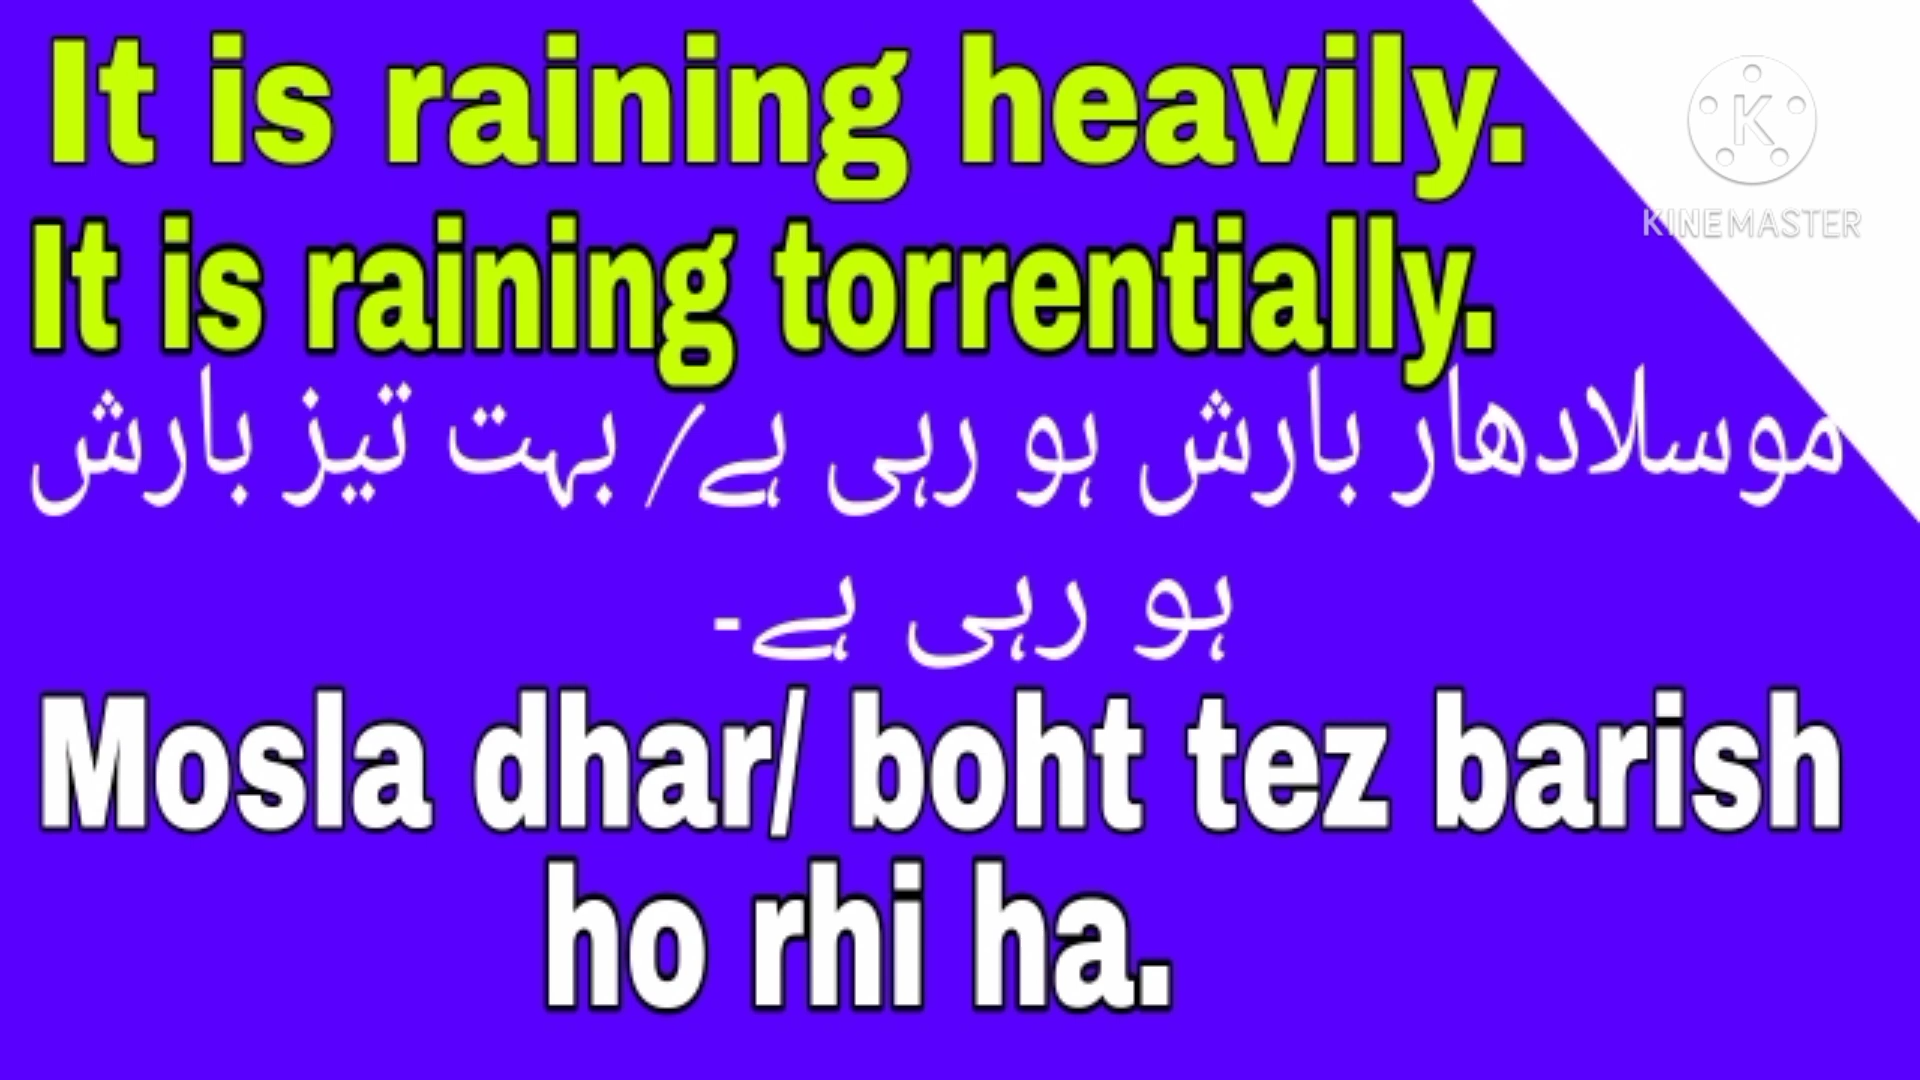 It is raining heavily.
K
KINEMASTER
It is raining torrentially.
موسلادھار بارش ہو رہی ہے/ بہت تیز بارش
ہو رہی ہے۔
Mosla dhar/ boht tez barish
ho rhi ha.